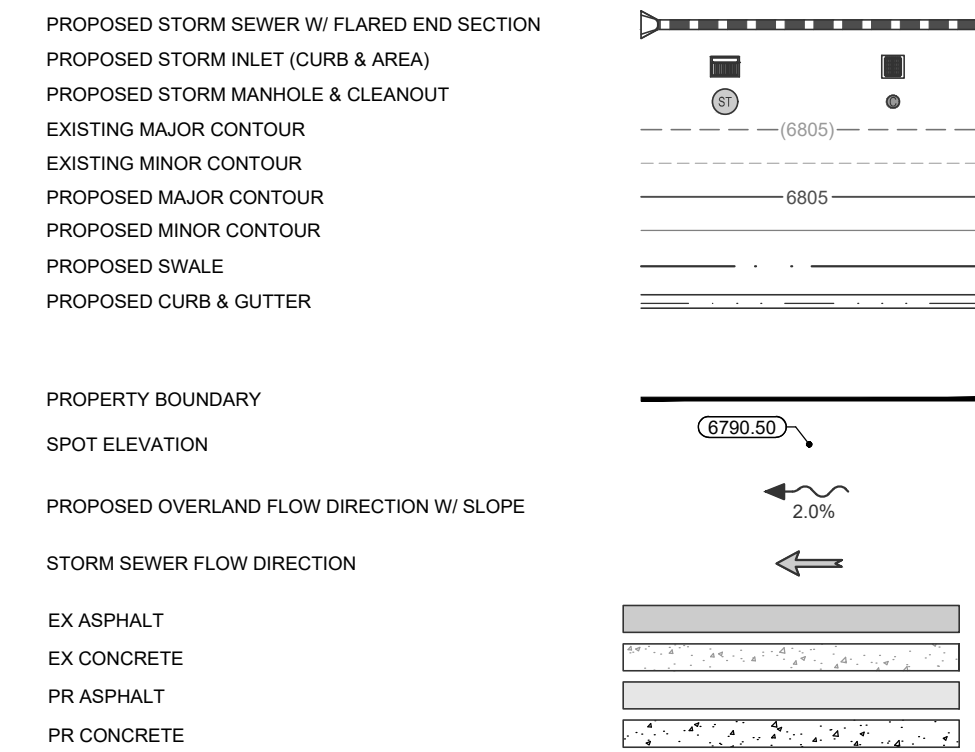 PROPOSED STORM SEWER W/ FLARED END SECTION
PROPOSED STORM INLET (CURB & AREA)
PROPOSED STORM MANHOLE & CLEANOUT ST C
EXISTING MAJOR CONTOUR (6805)
EXISTING MINOR CONTOUR
PROPOSED MAJOR CONTOUR 6805
PROPOSED MINOR CONTOUR
PROPOSED SWALE
PROPOSED CURB & GUTTER
PROPERTY BOUNDARY
6790.50
SPOT ELEVATION
PROPOSED OVERLAND FLOW DIRECTION W/ SLOPE
2.0%
STORM SEWER FLOW DIRECTION
EX ASPHALT
EX CONCRETE
PR ASPHALT
PR CONCRETE